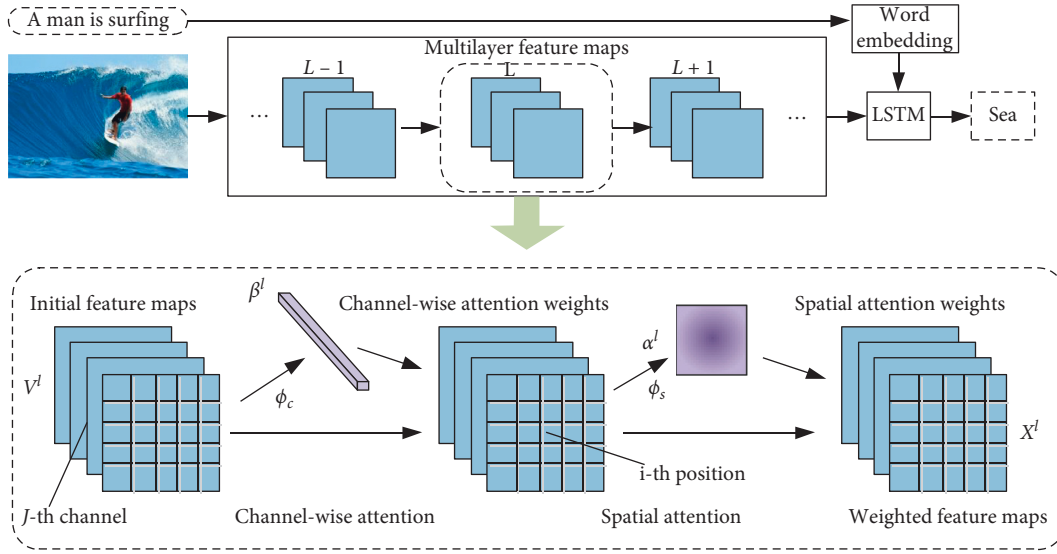 A man is surfing
Word
embedding
Multilayer feature maps
L – 1
L
L + 1
...
...
LSTM
Sea
Initial feature maps
β^l
Channel-wise attention weights
Spatial attention weights
α^l
V^l
ϕ_c
ϕ_s
X^l
i-th position
J-th channel
Channel-wise attention
Spatial attention
Weighted feature maps